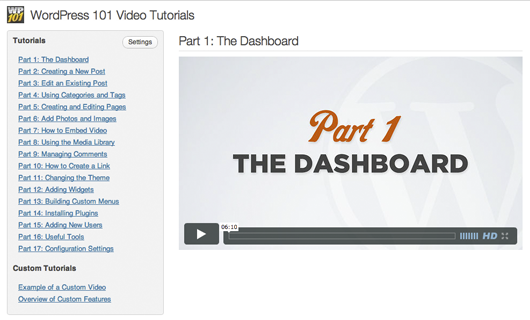 WP
101
WordPress 101 Video Tutorials
Tutorials
Settings
Part 1: The Dashboard
Part 2: Creating a New Post
Part 3: Edit an Existing Post
Part 4: Using Categories and Tags
Part 5: Creating and Editing Pages
Part 6: Add Photos and Images
Part 7: How to Embed Video
Part 8: Using the Media Library
Part 9: Managing Comments
Part 10: How to Create a Link
Part 11: Changing the Theme
Part 12: Adding Widgets
Part 13: Building Custom Menus
Part 14: Installing Plugins
Part 15: Adding New Users
Part 16: Useful Tools
Part 17: Configuration Settings
Custom Tutorials
Example of a Custom Video
Overview of Custom Features
Part 1: The Dashboard
Part 1
THE DASHBOARD
06:10
HD